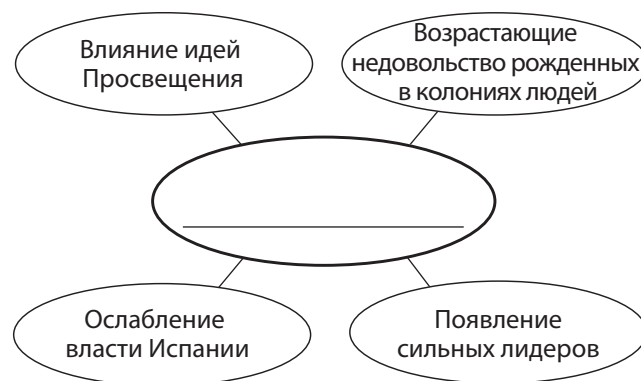 Влияние идей
Просвещения
Возрастающие
недовольство рожденных
в колониях людей
Ослабление
власти Испании
Появление
сильных лидеров